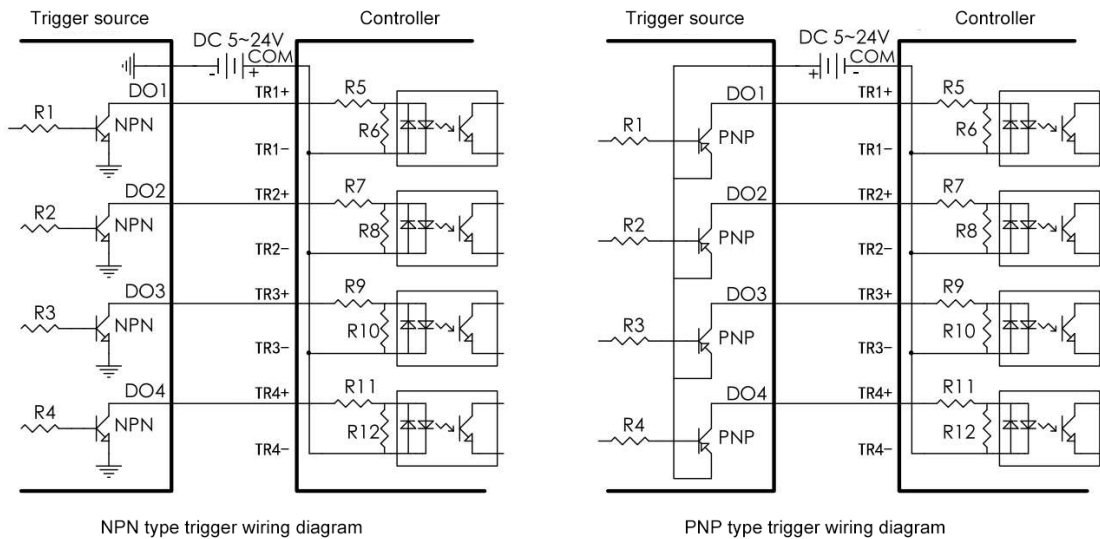 Trigger source
Controller
DC 5~24V
COM
- +
DO1
TR1+
R5
R1
NPN
R6
TR1−
DO2
TR2+
R7
R2
NPN
R8
TR2−
DO3
TR3+
R9
R3
NPN
R10
TR3−
DO4
TR4+
R11
R4
NPN
R12
TR4−
NPN type trigger wiring diagram
Trigger source
Controller
DC 5~24V
COM
+ -
DO1
TR1+
R5
R1
PNP
R6
TR1−
DO2
TR2+
R7
R2
PNP
R8
TR2−
DO3
TR3+
R9
R3
PNP
R10
TR3−
DO4
TR4+
R11
R4
PNP
R12
TR4−
PNP type trigger wiring diagram